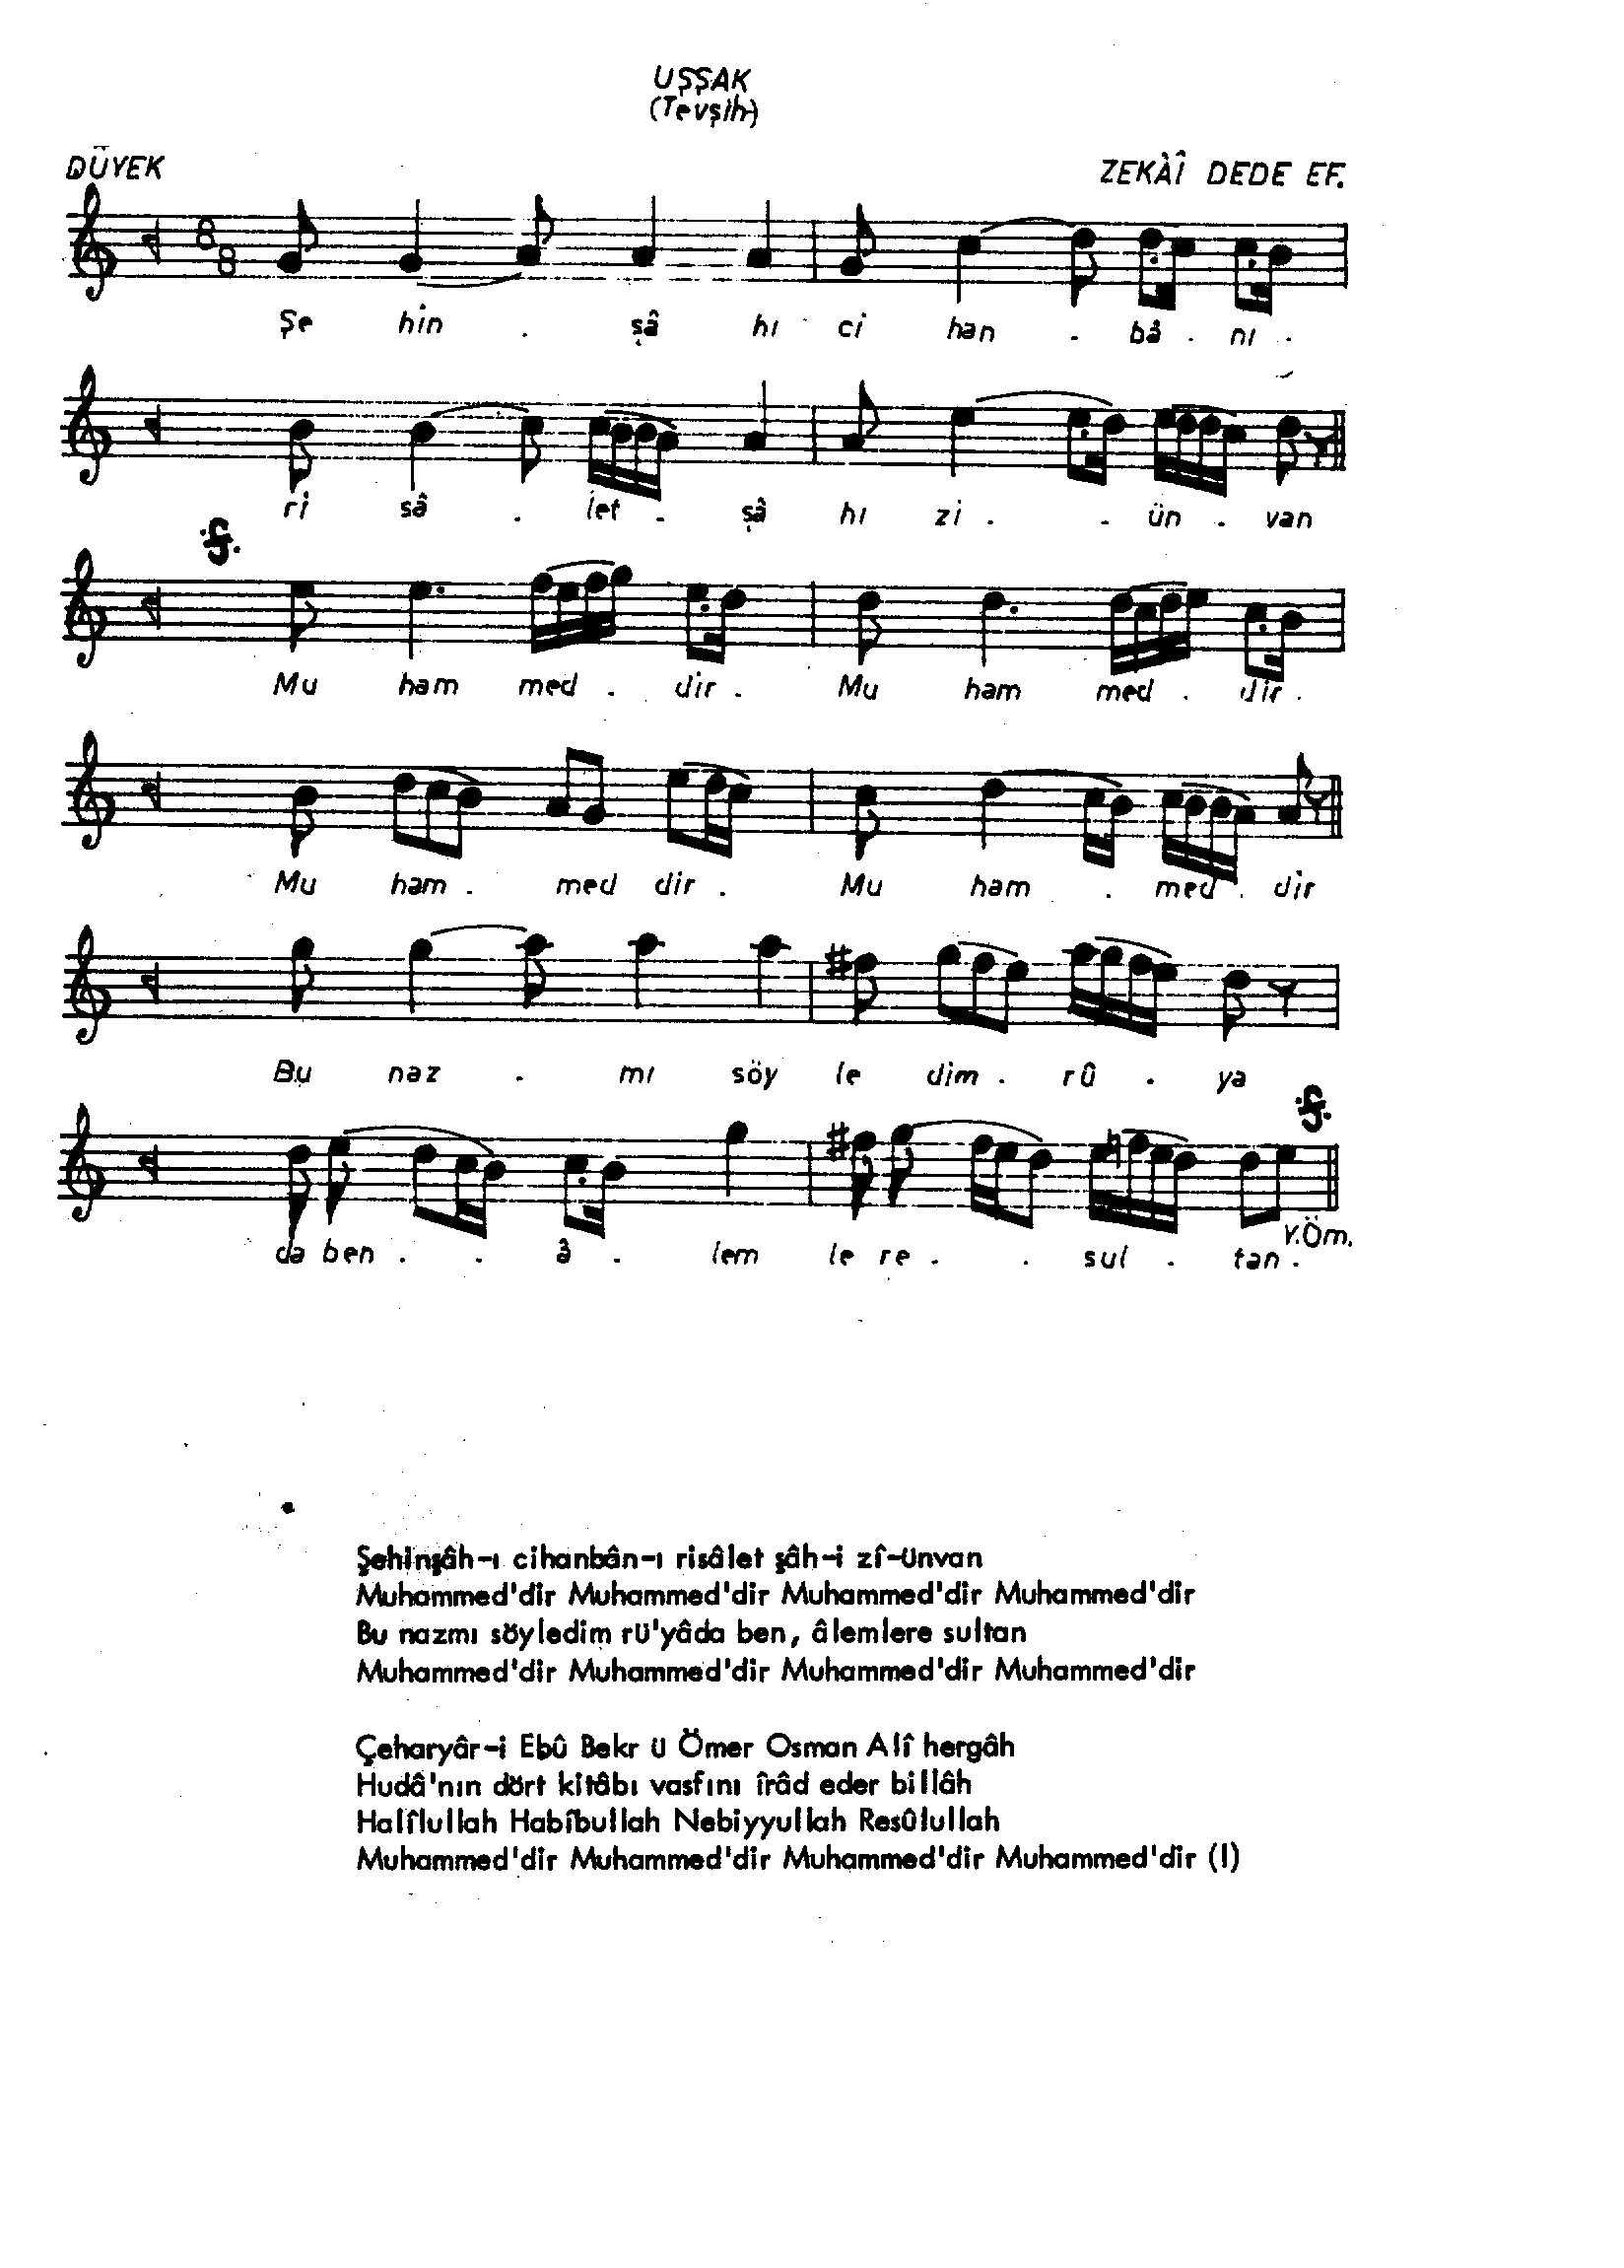 UŞŞAK
(Tevşih)
DÜYEK
ZEKÀÎ DEDE EF.
8
8
Şe hin . şâ hı ci han . bâ . nı .
ri sâ . let . şâ hı zi . . ün . van
Mu ham med . dir . Mu ham med . dir .
Mu ham . med dir . Mu ham . med . dir
Bu naz . mı söy le dim . rû . ya
da ben . . â . lem le re . . sul . tan .
Y.Öm.
Şehinşâh-ı cihanbân-ı risâlet şâh-i zî-ünvan
Muhammed'dir Muhammed'dir Muhammed'dir Muhammed'dir
Bu nazmı söyledim rü'yâda ben, âlemlere sultan
Muhammed'dir Muhammed'dir Muhammed'dir Muhammed'dir
Çeharyâr-i Ebû Bekr ü Ömer Osman Alî hergâh
Hudâ'nın dört kitâbı vasfını îrâd eder billâh
Halîlullah Habîbullah Nebiyyullah Resûlullah
Muhammed'dir Muhammed'dir Muhammed'dir Muhammed'dir (I)